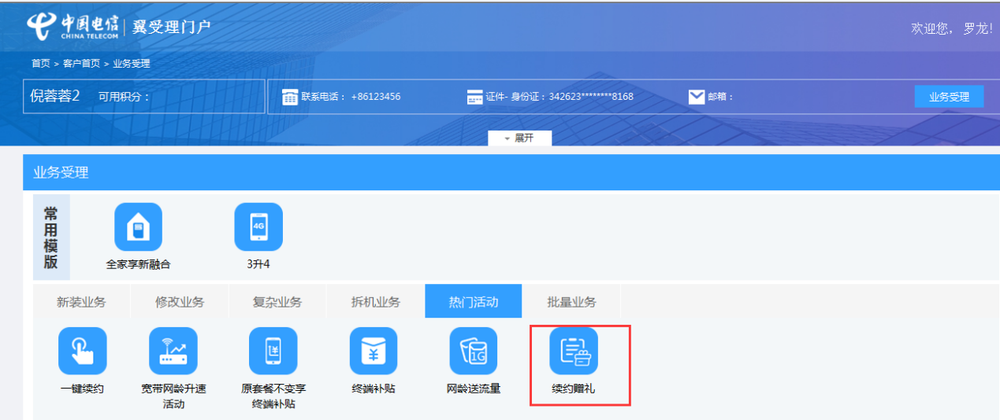 中国电信
CHINA TELECOM
翼受理门户
欢迎您， 罗龙!
首页 > 客户首页 > 业务受理
倪蓉蓉2 可用积分：
联系电话： +86123456
证件- 身份证：342623********8168
邮箱：
业务受理
展开
业务受理
常用模版
4G
全家享新融合
3升4
新装业务
修改业务
复杂业务
拆机业务
热门活动
批量业务
1G
一键续约
宽带网龄升速
活动
原套餐不变享
终端补贴
终端补贴
网龄送流量
续约赠礼